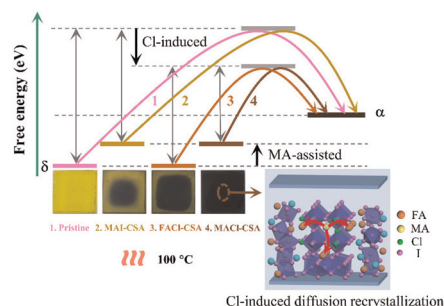 Free energy (eV)
Cl-induced
1
2
3
4
α
δ
MA-assisted
1. Pristine 2. MAI-CSA 3. FACl-CSA 4. MACl-CSA
100 °C
FA
MA
Cl
I
Cl-induced diffusion recrystallization